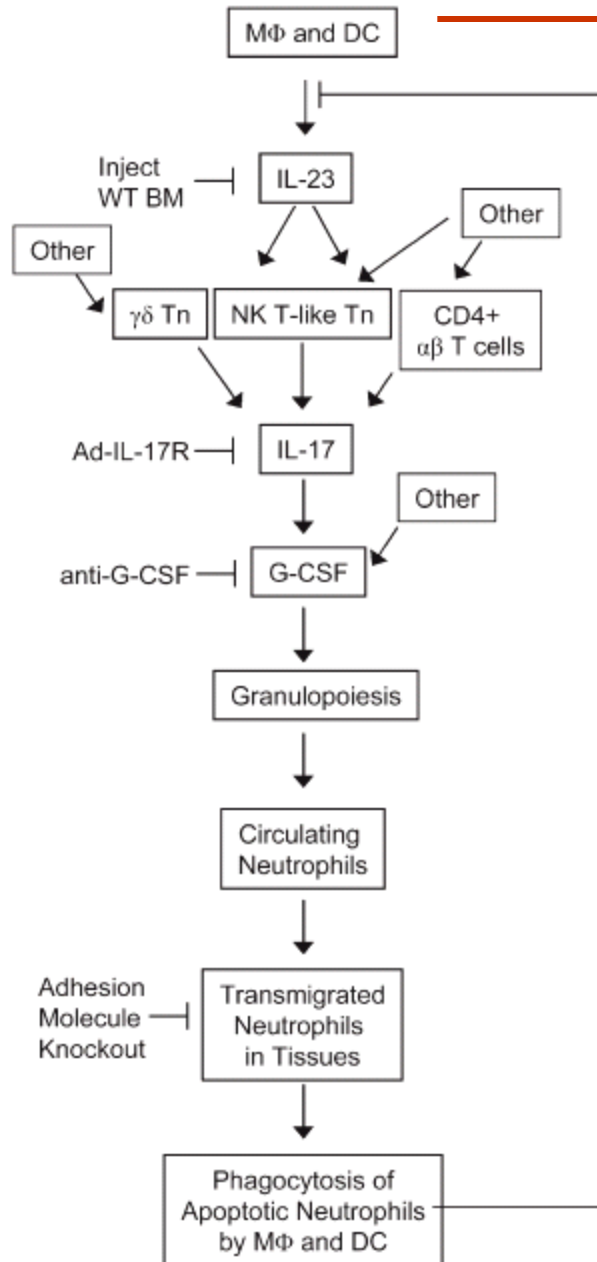 MΦ and DC
Inject
WT BM
IL-23
Other
Other
γδ Tn
NK T-like Tn
CD4+
αβ T cells
Ad-IL-17R
IL-17
Other
anti-G-CSF
G-CSF
Granulopoiesis
Circulating
Neutrophils
Adhesion
Molecule
Knockout
Transmigrated
Neutrophils
in Tissues
Phagocytosis of
Apoptotic Neutrophils
by MΦ and DC